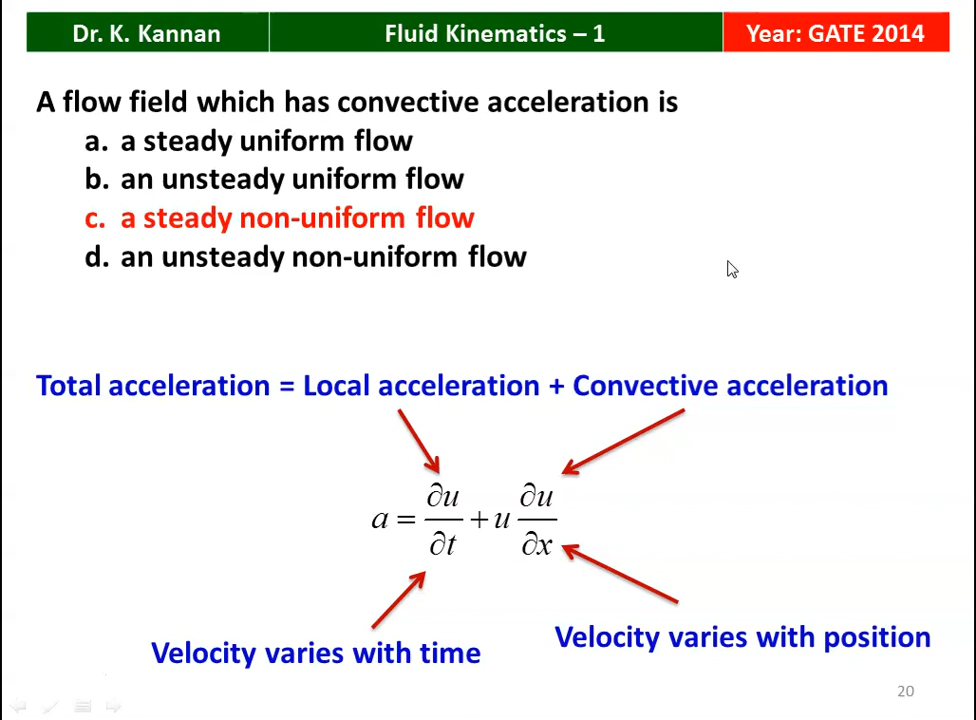 Dr. K. Kannan Fluid Kinematics – 1 Year: GATE 2014
A flow field which has convective acceleration is
a. a steady uniform flow
b. an unsteady uniform flow
c. a steady non-uniform flow
d. an unsteady non-uniform flow
Total acceleration = Local acceleration + Convective acceleration
a = ∂u/∂t + u ∂u/∂x
Velocity varies with time
Velocity varies with position
20